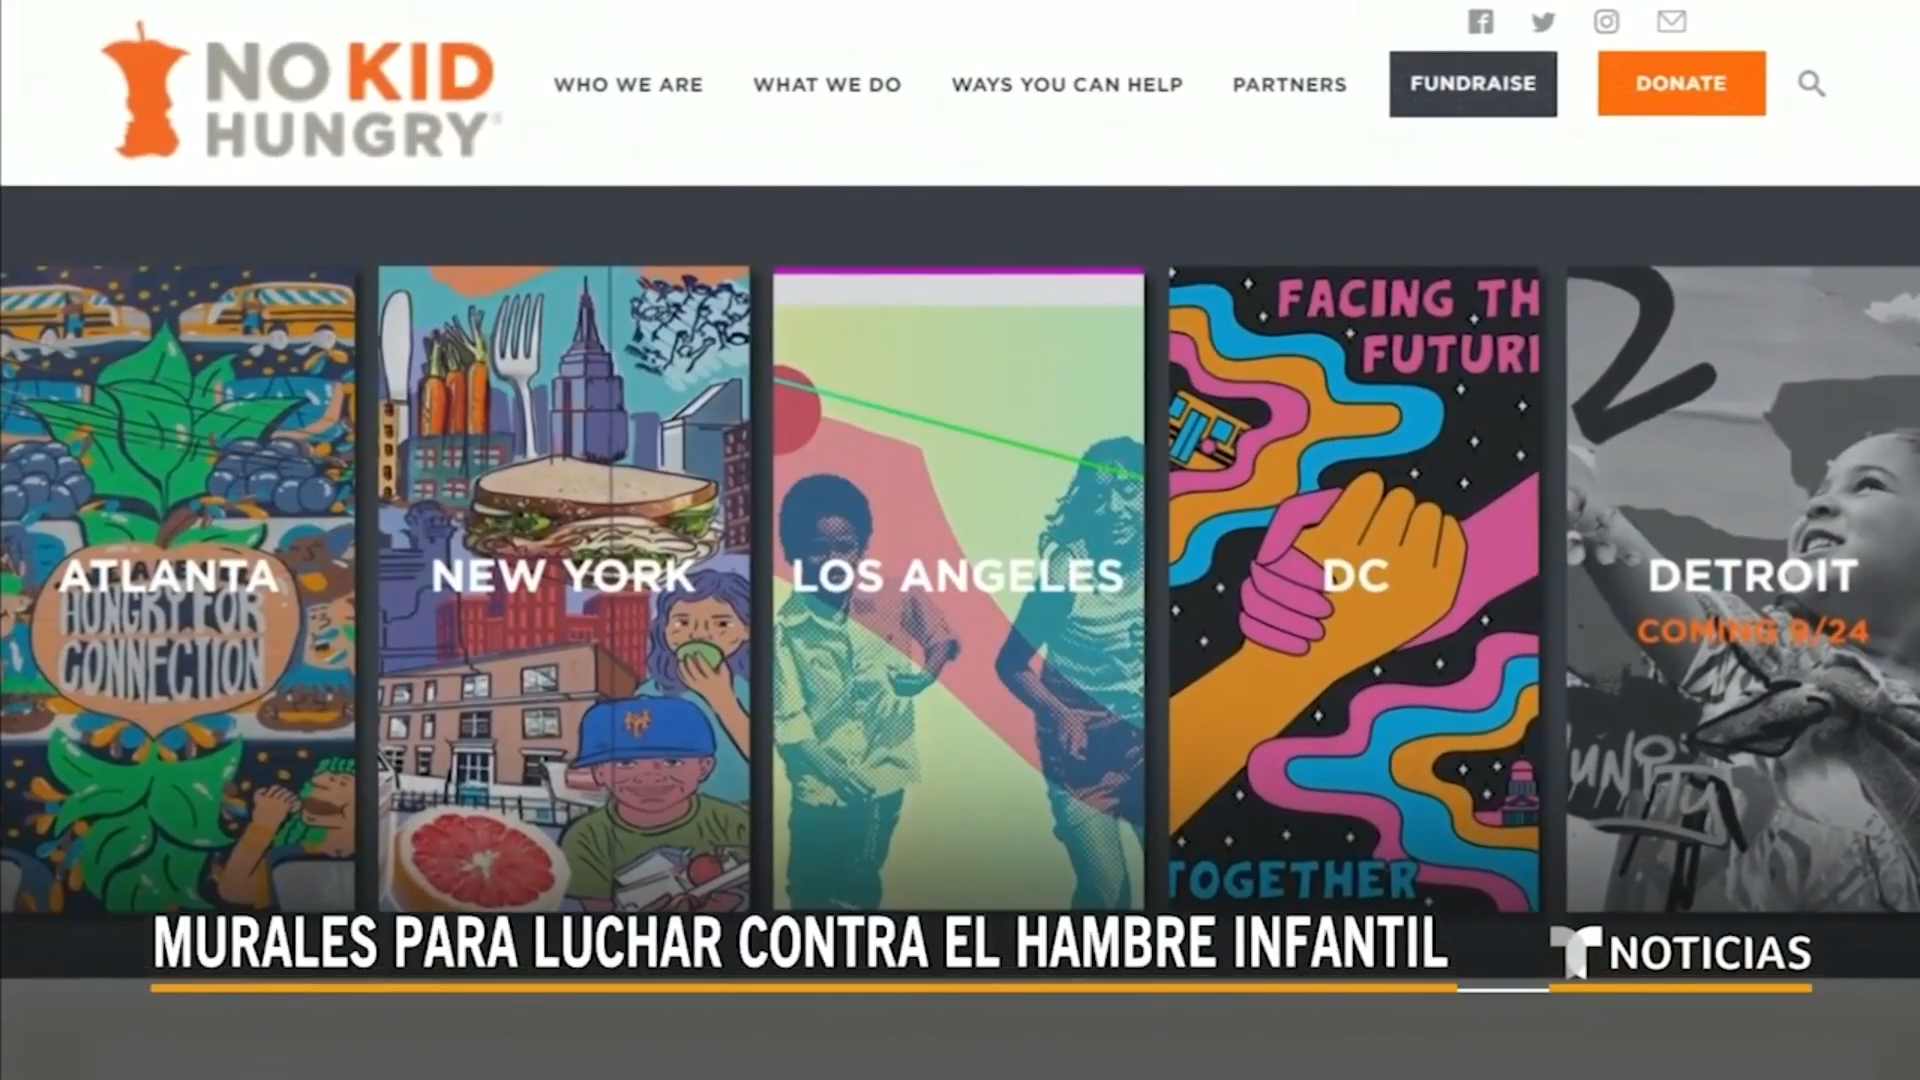 NO KID
HUNGRY
WHO WE ARE
WHAT WE DO
WAYS YOU CAN HELP
PARTNERS
FUNDRAISE
DONATE
ATLANTA
HUNGRY FOR
CONNECTION
NEW YORK
LOS ANGELES
FACING TH
FUTURE
DC
TOGETHER
DETROIT
COMING 9/24
UNITY
MURALES PARA LUCHAR CONTRA EL HAMBRE INFANTIL
NOTICIAS